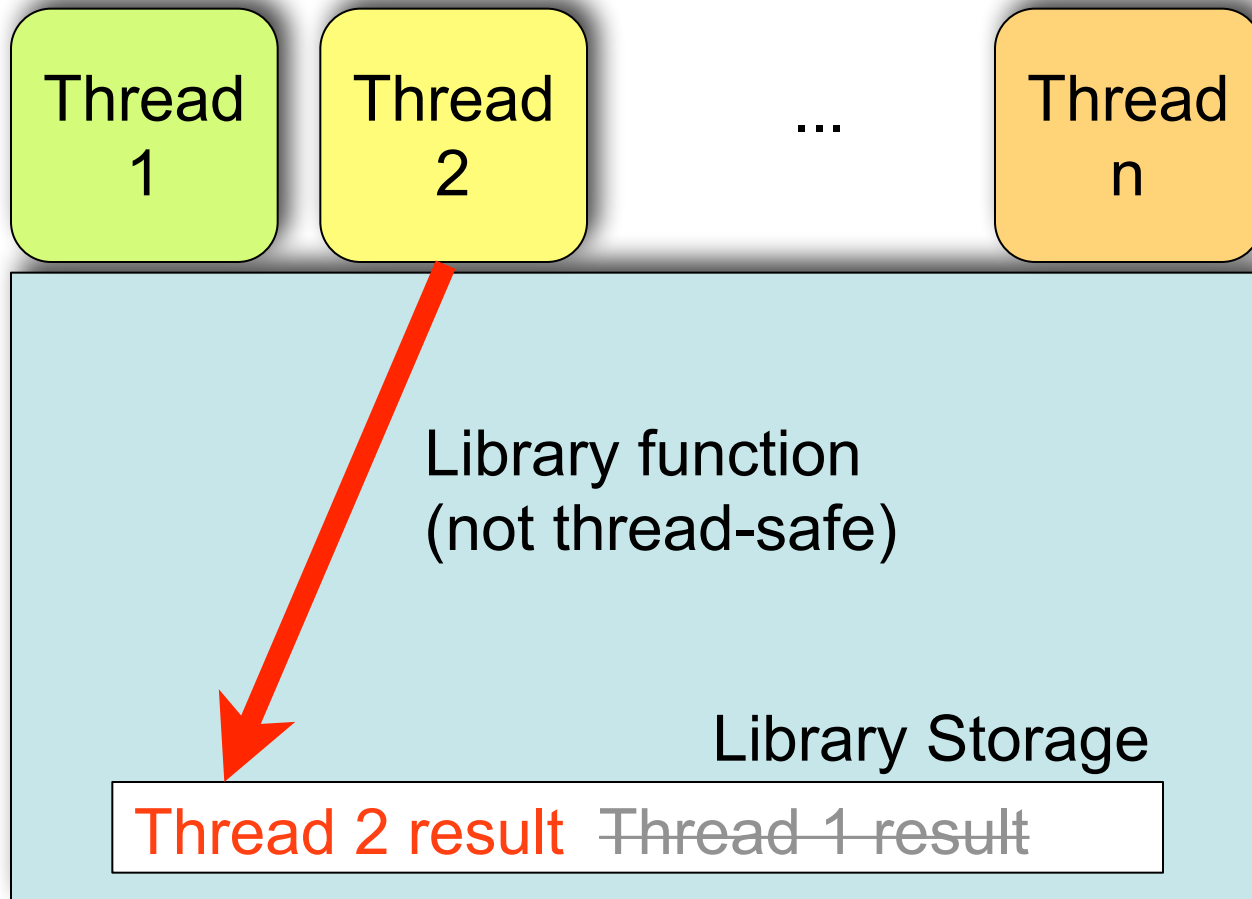 Thread
1
Thread
2
...
Thread
n
Library function
(not thread-safe)
Library Storage
Thread 2 result Thread 1 result